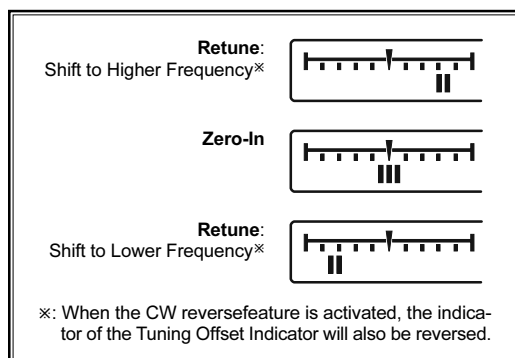 Retune:
Shift to Higher Frequency※
Zero-In
Retune:
Shift to Lower Frequency※
※: When the CW reversefeature is activated, the indica-
tor of the Tuning Offset Indicator will also be reversed.